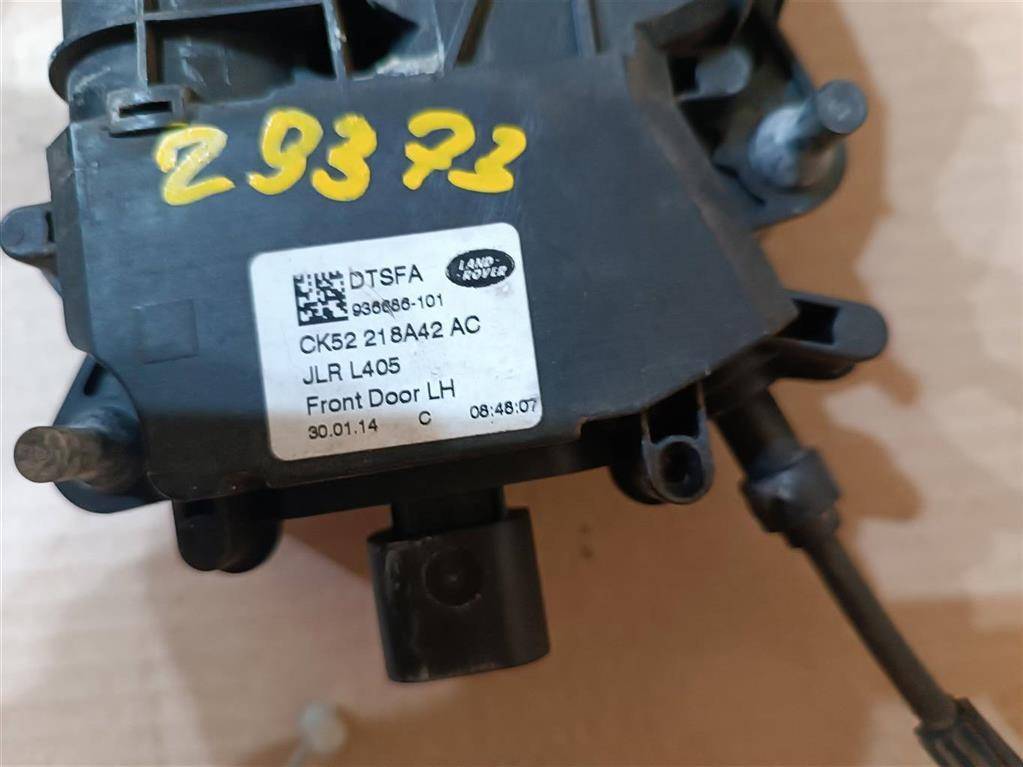 29373
DTSFA
LAND-
ROVER
936686-101
CK52 218A42 AC
JLR L405
Front Door LH
30.01.14 C 08:48:07